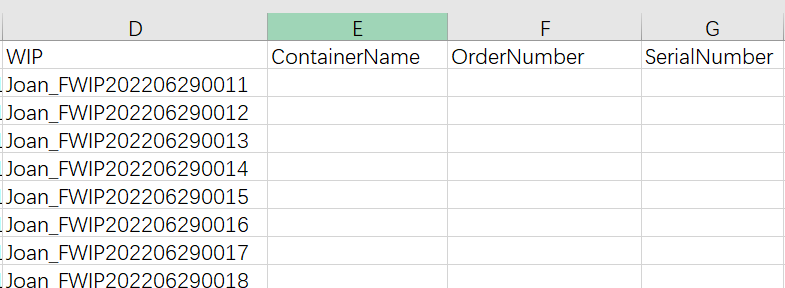 D E F G
WIP ContainerName OrderNumber SerialNumber
Joan_FWIP202206290011
Joan_FWIP202206290012
Joan_FWIP202206290013
Joan_FWIP202206290014
Joan_FWIP202206290015
Joan_FWIP202206290016
Joan_FWIP202206290017
Joan_FWIP202206290018